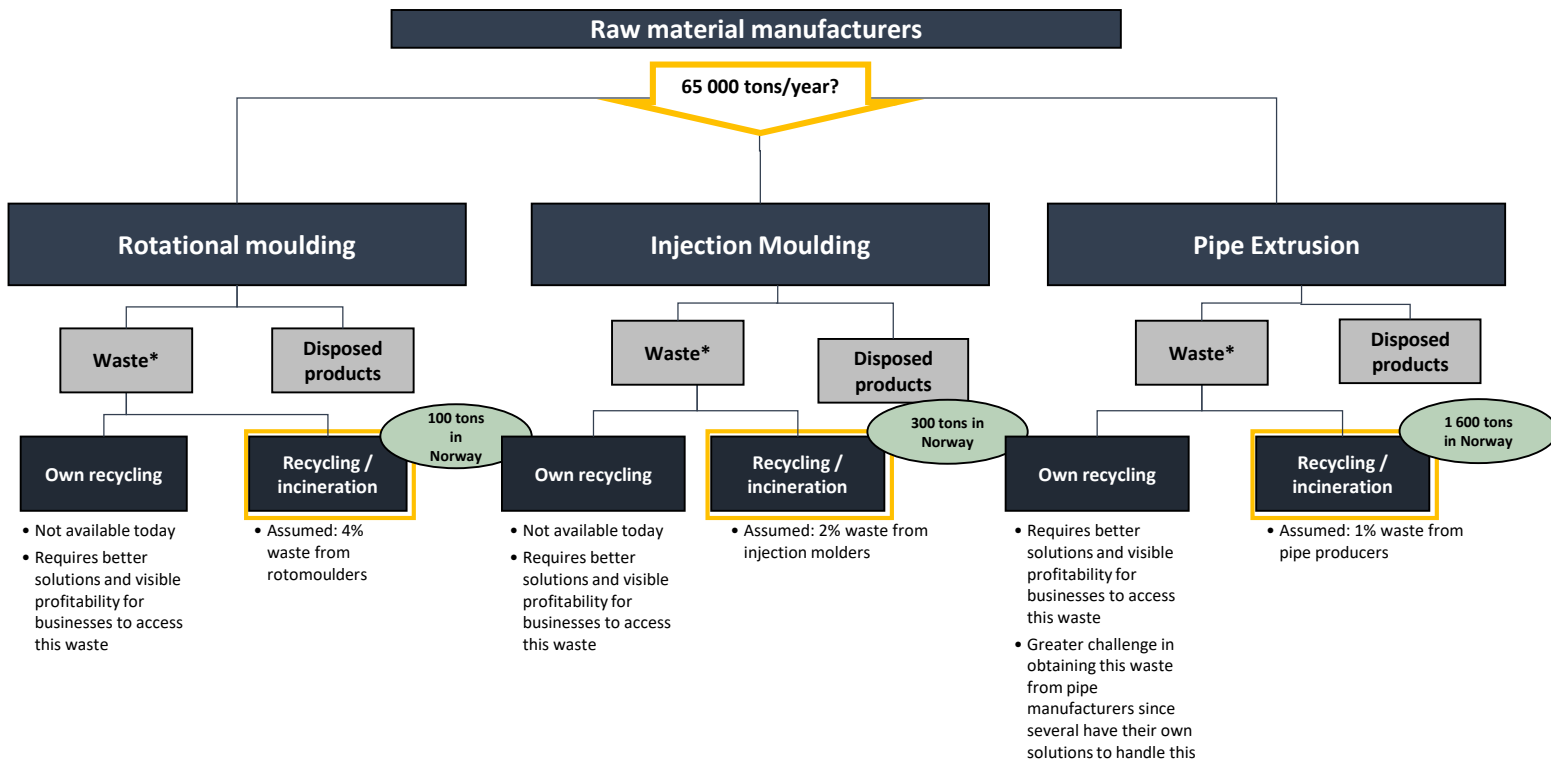 Raw material manufacturers
65 000 tons/year?
Rotational moulding
Injection Moulding
Pipe Extrusion
Waste*
Disposed
products
Waste*
Disposed
products
Waste*
Disposed
products
100 tons
in
Norway
300 tons in
Norway
1 600 tons
in Norway
Own recycling
Recycling /
incineration
Own recycling
Recycling /
incineration
Own recycling
Recycling /
incineration
• Not available today
• Requires better
solutions and visible
profitability for
businesses to access
this waste
• Assumed: 4%
waste from
rotomoulders
• Not available today
• Requires better
solutions and visible
profitability for
businesses to access
this waste
• Assumed: 2% waste from
injection molders
• Requires better
solutions and visible
profitability for
businesses to access
this waste
• Greater challenge in
obtaining this waste
from pipe
manufacturers since
several have their own
solutions to handle this
• Assumed: 1% waste from
pipe producers